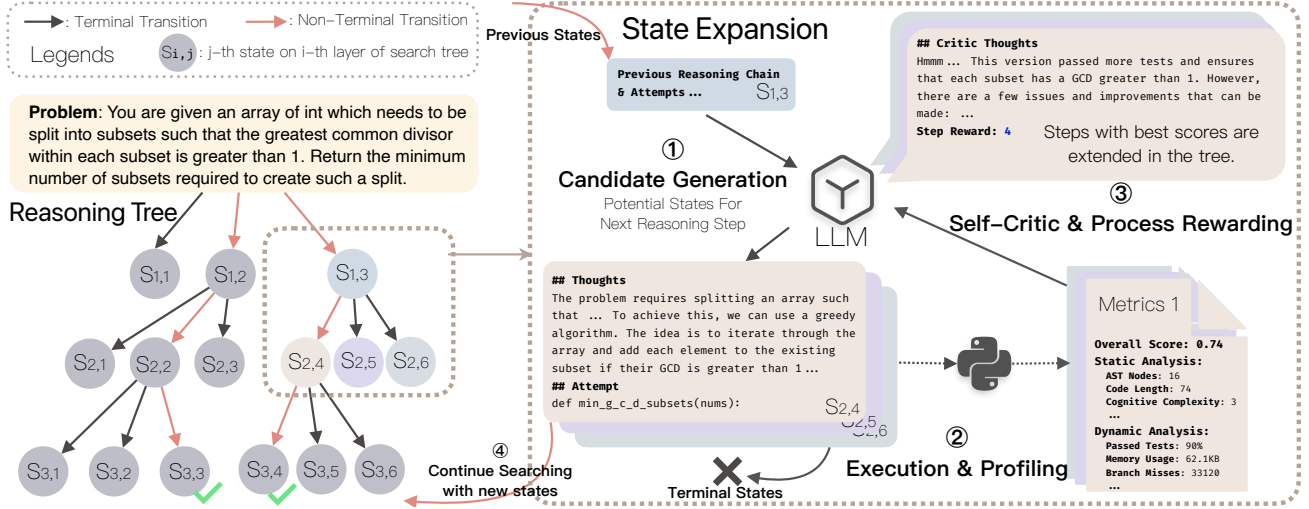 : Terminal Transition
: Non-Terminal Transition
Legends
Si,j
: j-th state on i-th layer of search tree
Problem: You are given an array of int which needs to be
split into subsets such that the greatest common divisor
within each subset is greater than 1. Return the minimum
number of subsets required to create such a split.
Reasoning Tree
S1,1
S1,2
S1,3
S2,1
S2,2
S2,3
S2,4
S2,5
S2,6
S3,1
S3,2
S3,3
S3,4
S3,5
S3,6
Previous States
State Expansion
Previous Reasoning Chain
& Attempts...
S1,3
①
Candidate Generation
Potential States For
Next Reasoning Step
LLM
## Thoughts
The problem requires splitting an array such
that ... To achieve this, we can use a greedy
algorithm. The idea is to iterate through the
array and add each element to the existing
subset if their GCD is greater than 1...
## Attempt
def min_g_c_d_subsets(nums):
S2,4
S2,5
S2,6
②
Execution & Profiling
Metrics 1
Overall Score: 0.74
Static Analysis:
AST Nodes: 16
Code Length: 74
Cognitive Complexity: 3
...
Dynamic Analysis:
Passed Tests: 90%
Memory Usage: 62.1KB
Branch Misses: 33120
...
## Critic Thoughts
Hmmm... This version passed more tests and ensures
that each subset has a GCD greater than 1. However,
there are a few issues and improvements that can be
made: ...
Step Reward: 4
Steps with best scores are
extended in the tree.
③
Self-Critic & Process Rewarding
④
Continue Searching
with new states
Terminal States